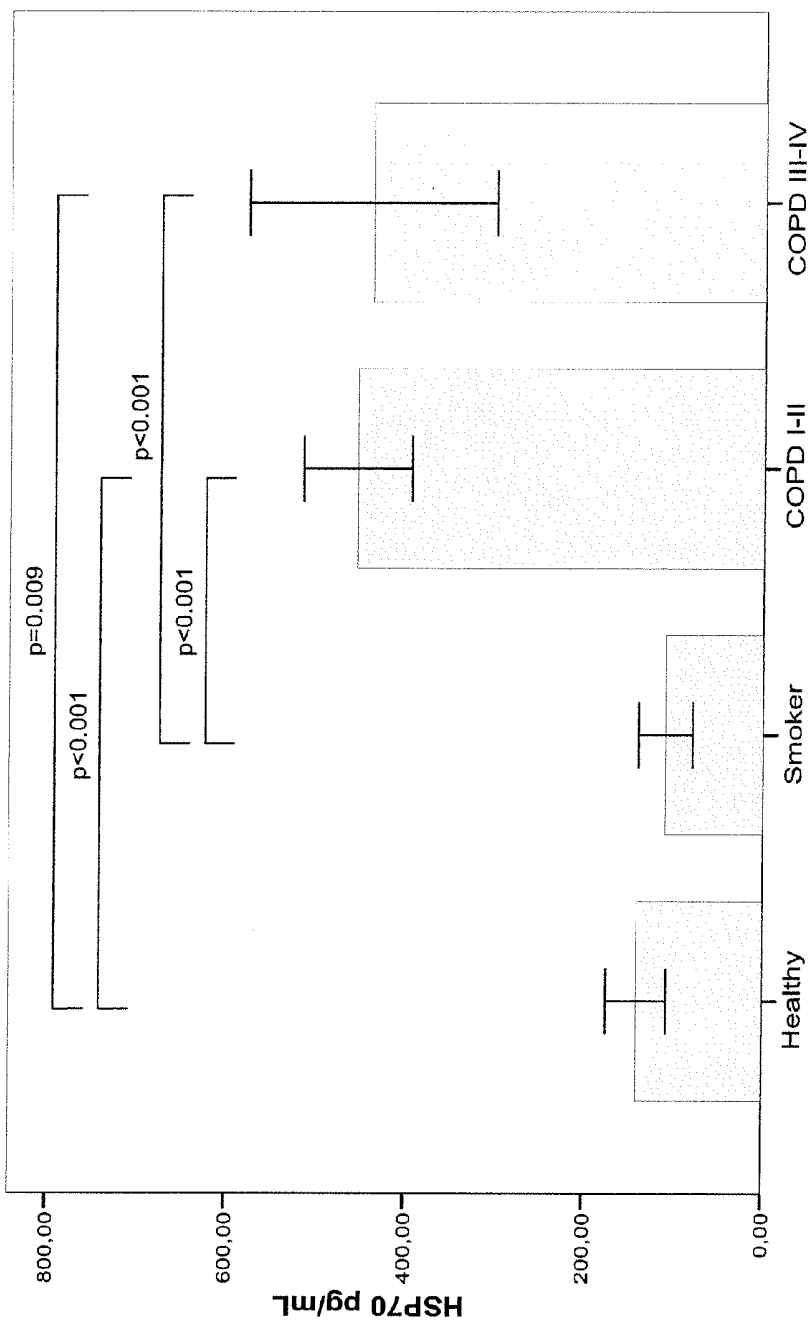 p=0.009
p<0.001
p<0.001
p<0.001
HSP70 pg/mL
800,00
600,00
400,00
200,00
0,00
Healthy
Smoker
COPD I-II
COPD III-IV